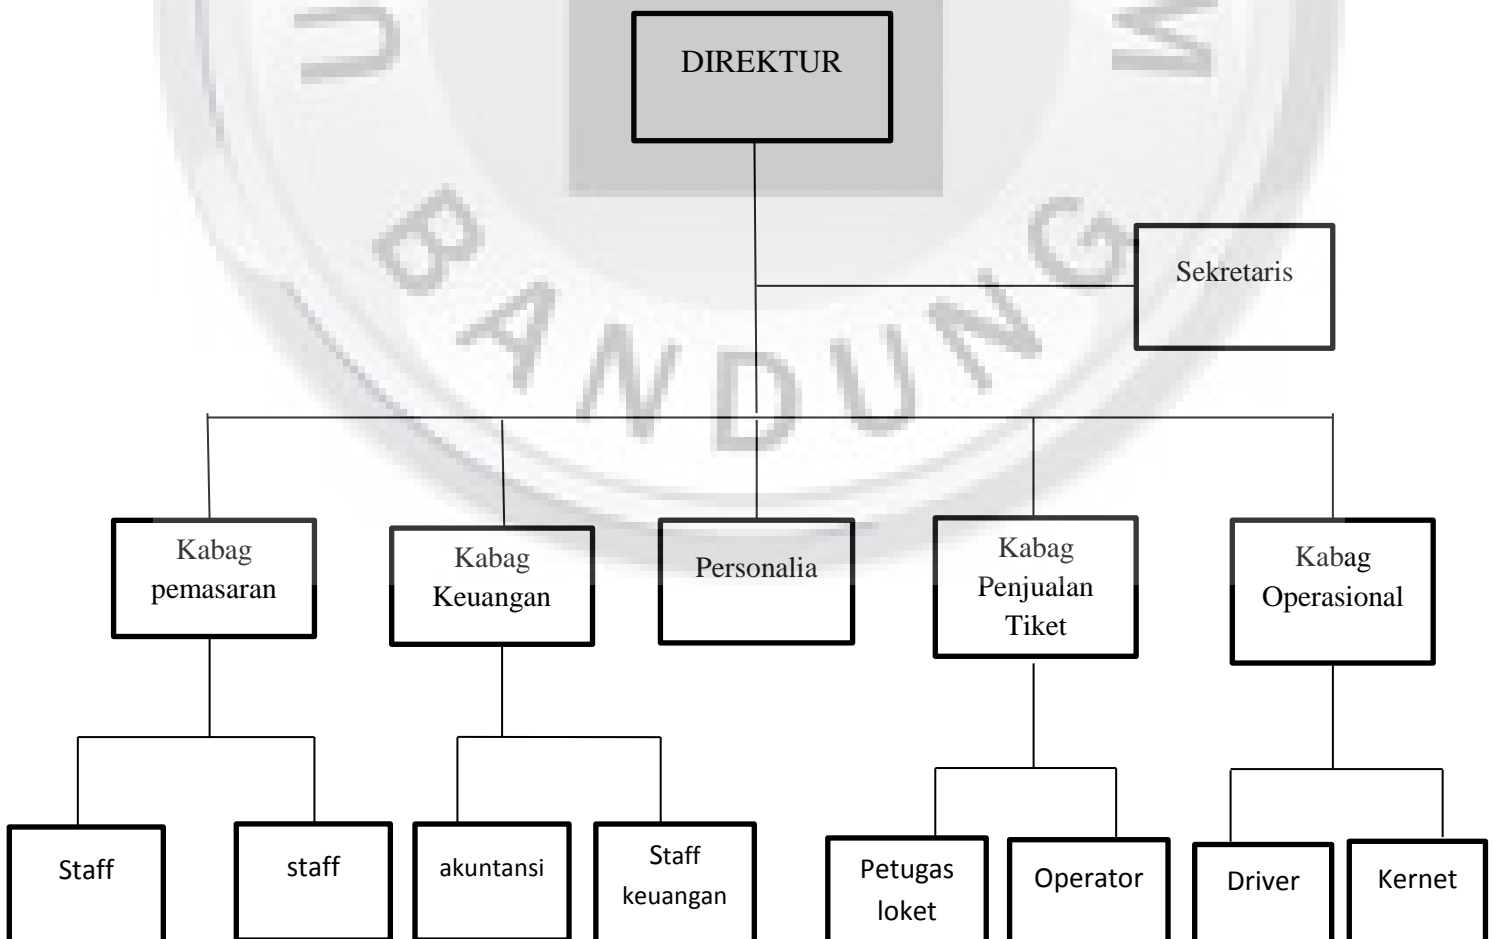 DIREKTUR
U
M
BANDUNG
Sekretaris
Kabag
pemasaran
Kabag
Keuangan
Personalia
Kabag
Penjualan
Tiket
Kabag
Operasional
Staff
staff
akuntansi
Staff
keuangan
Petugas
loket
Operator
Driver
Kernet